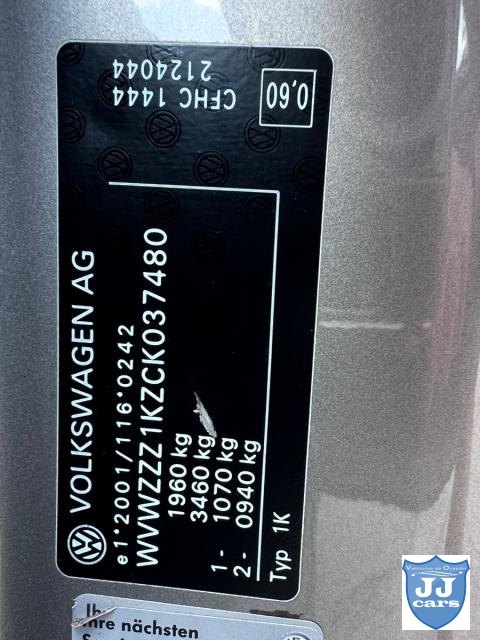 VOLKSWAGEN AG
e1*2001/116*0242
WVWZZZ1KZCK037480
1960 kg
3460 kg
1- 1070 kg
2- 0940 kg
Typ 1K
CFHC 1444
2124044
0,60
Ihre nächsten
JJ
cars